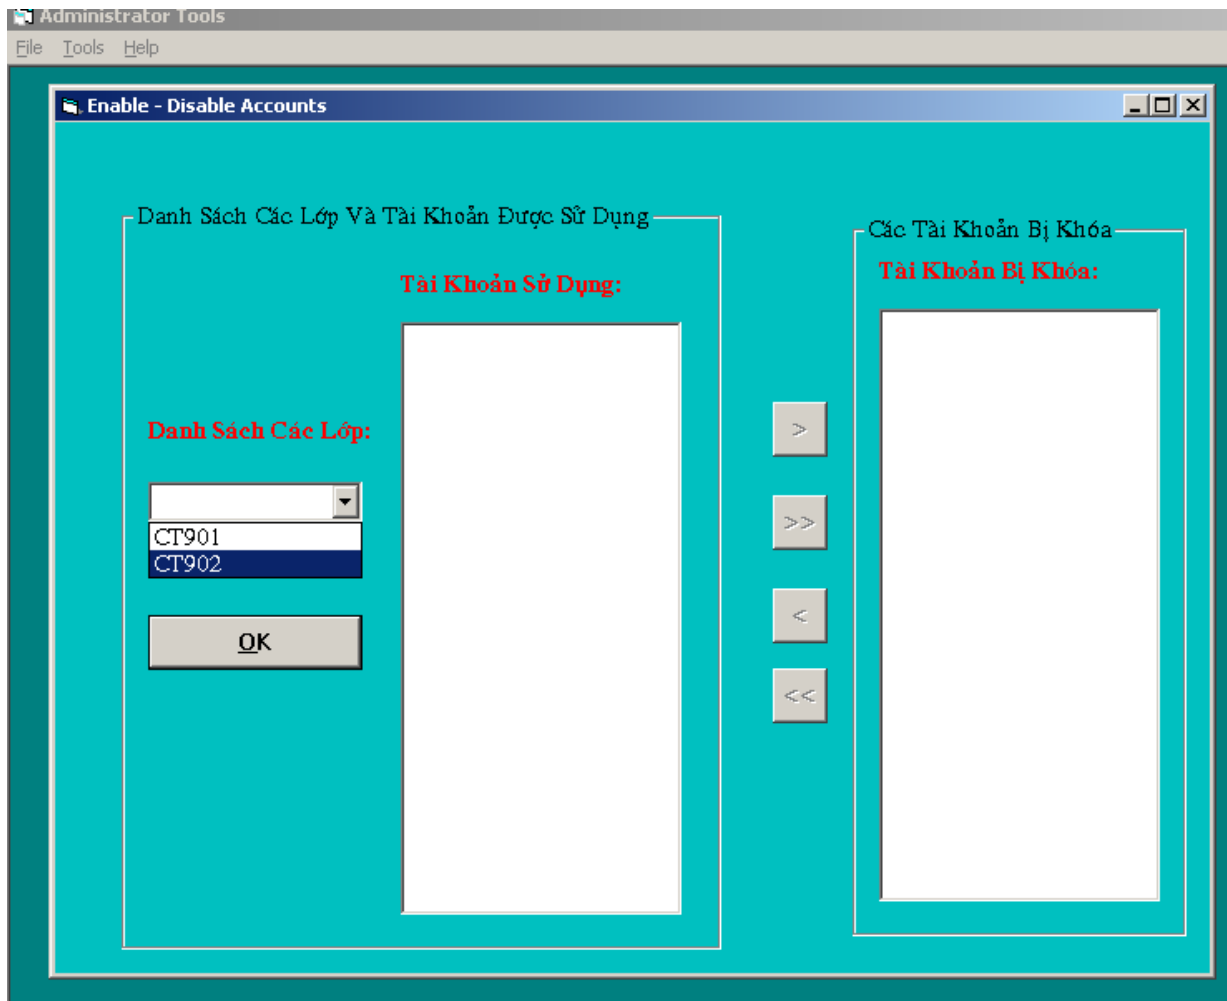 Administrator Tools
File Tools Help
Enable - Disable Accounts
Danh Sách Các Lớp Và Tài Khoản Được Sử Dụng
Tài Khoản Sử Dụng:
Danh Sách Các Lớp:
CT901
CT902
OK
>
>>
<
<<
Các Tài Khoản Bị Khóa
Tài Khoản Bị Khóa: